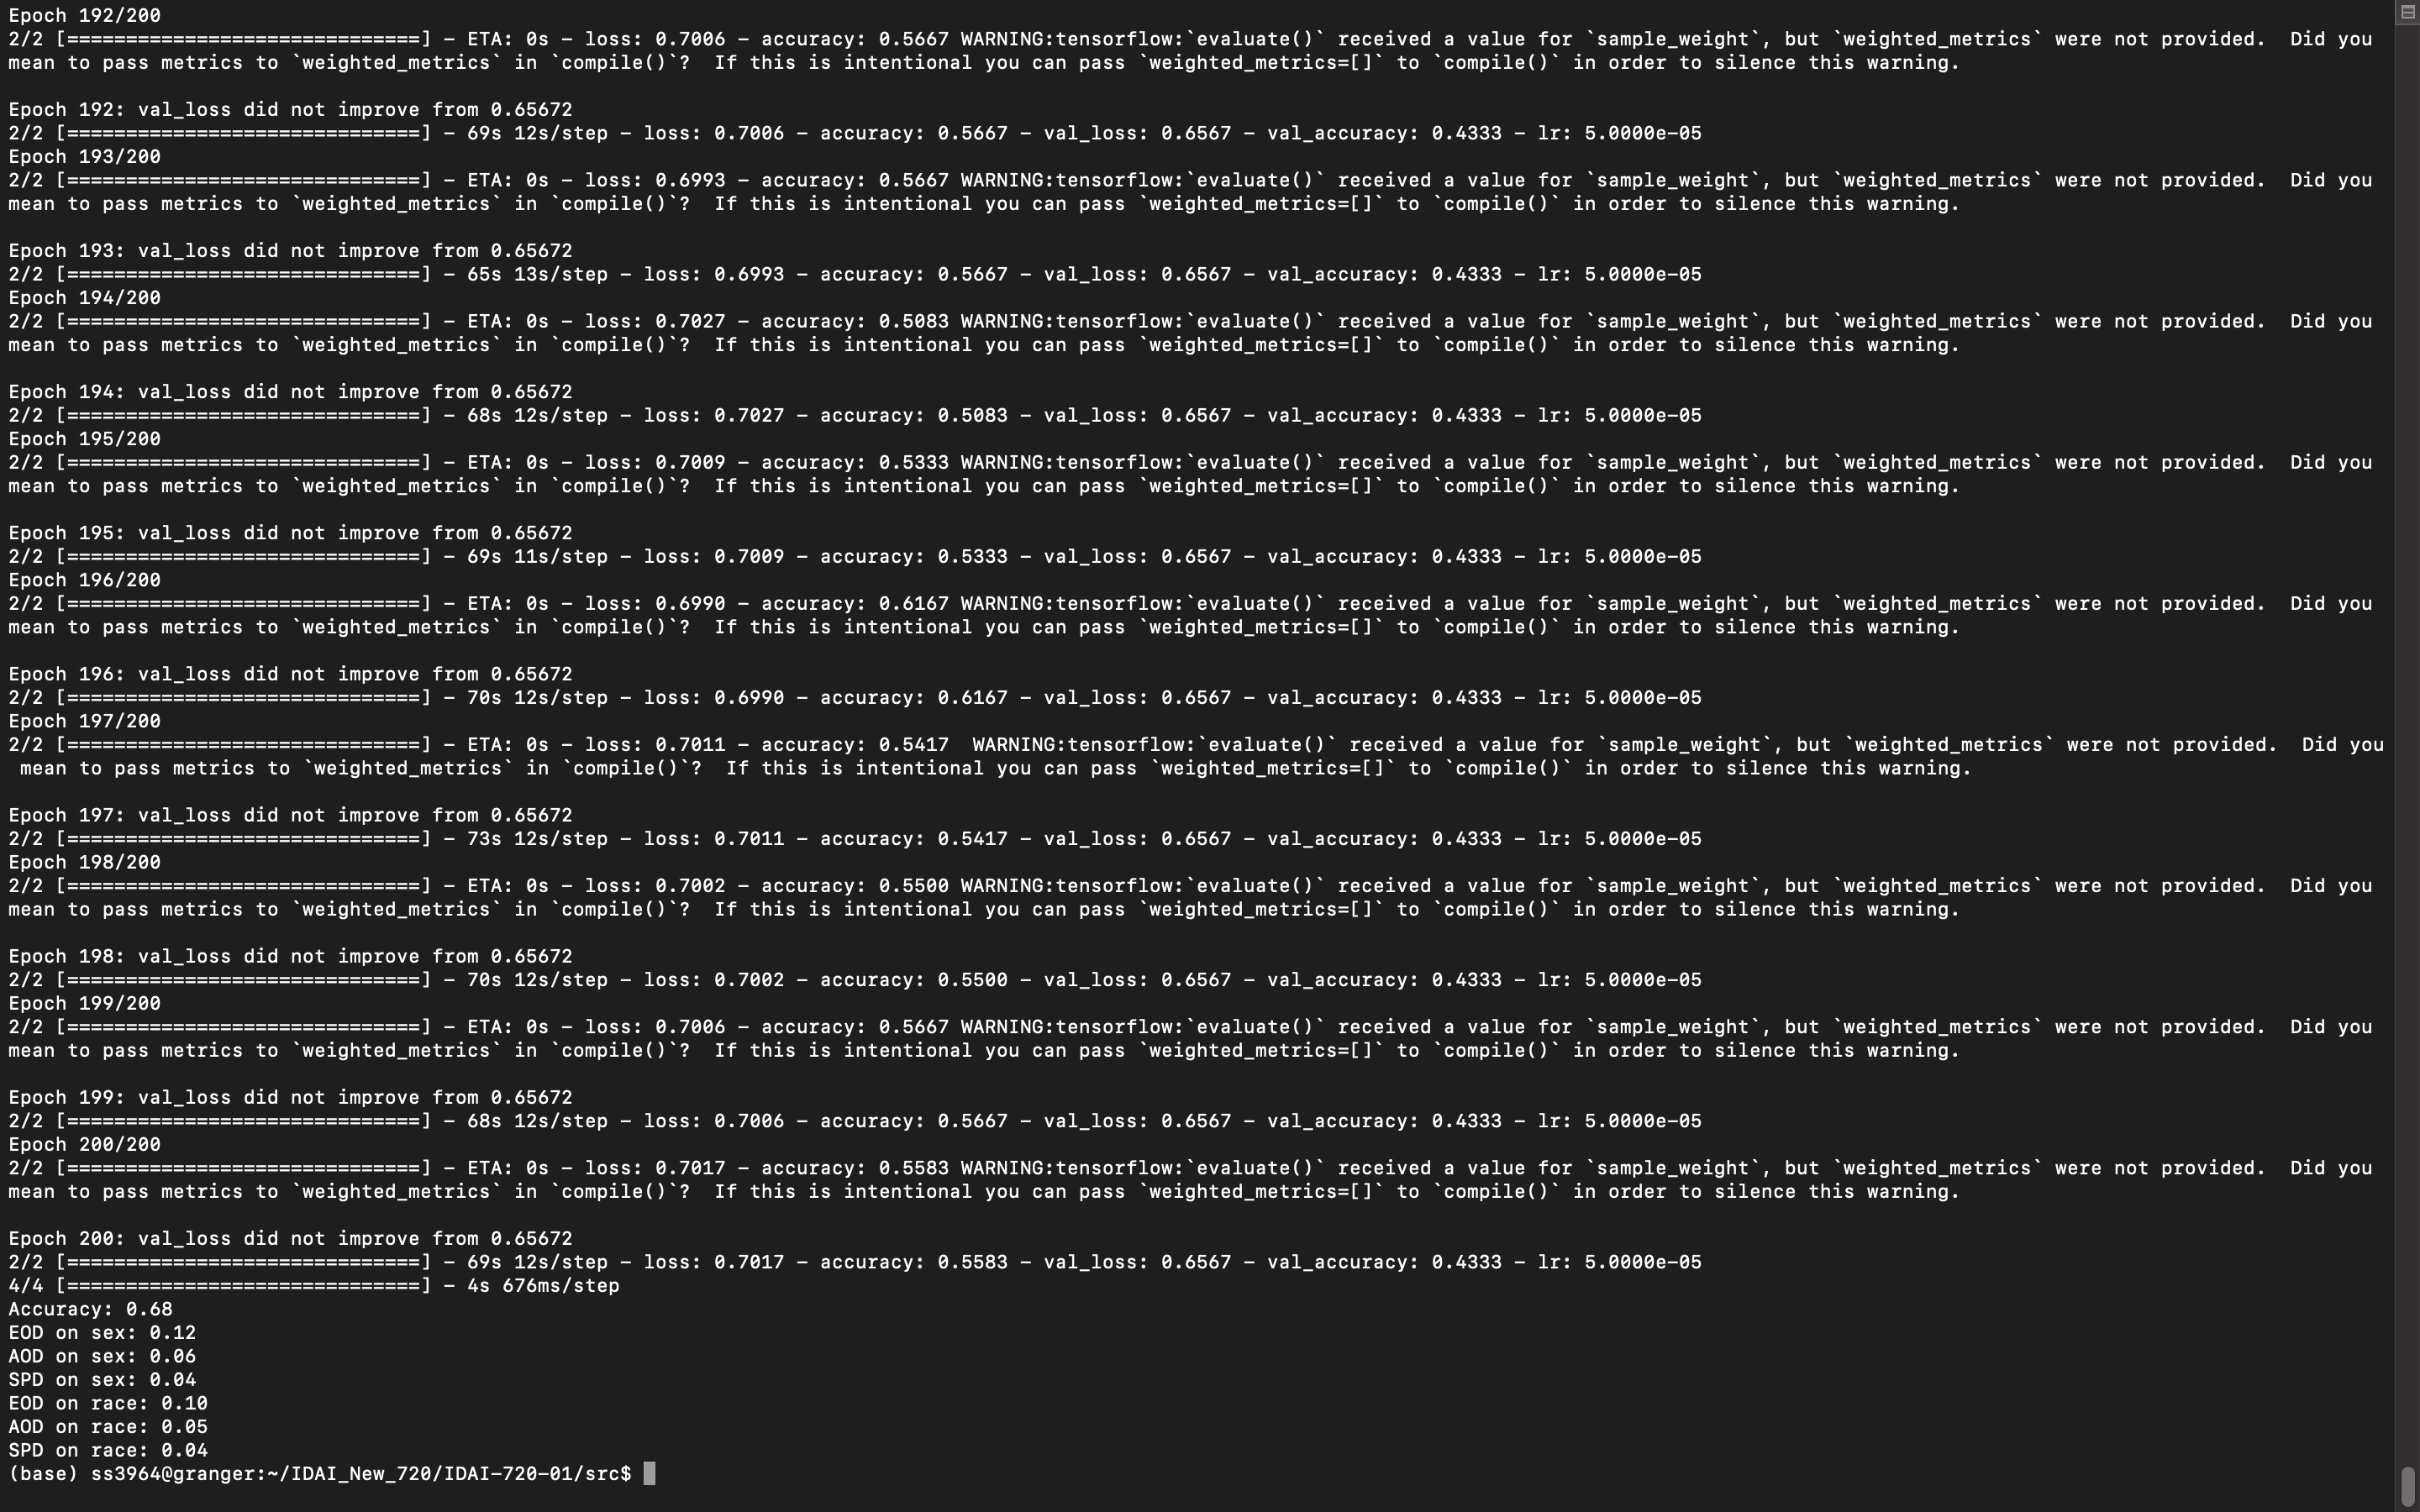 Epoch 192/200
2/2 [==============================] - ETA: 0s - loss: 0.7006 - accuracy: 0.5667 WARNING:tensorflow:`evaluate()` received a value for `sample_weight`, but `weighted_metrics` were not provided.  Did you
mean to pass metrics to `weighted_metrics` in `compile()`?  If this is intentional you can pass `weighted_metrics=[]` to `compile()` in order to silence this warning.

Epoch 192: val_loss did not improve from 0.65672
2/2 [==============================] - 69s 12s/step - loss: 0.7006 - accuracy: 0.5667 - val_loss: 0.6567 - val_accuracy: 0.4333 - lr: 5.0000e-05
Epoch 193/200
2/2 [==============================] - ETA: 0s - loss: 0.6993 - accuracy: 0.5667 WARNING:tensorflow:`evaluate()` received a value for `sample_weight`, but `weighted_metrics` were not provided.  Did you
mean to pass metrics to `weighted_metrics` in `compile()`?  If this is intentional you can pass `weighted_metrics=[]` to `compile()` in order to silence this warning.

Epoch 193: val_loss did not improve from 0.65672
2/2 [==============================] - 65s 13s/step - loss: 0.6993 - accuracy: 0.5667 - val_loss: 0.6567 - val_accuracy: 0.4333 - lr: 5.0000e-05
Epoch 194/200
2/2 [==============================] - ETA: 0s - loss: 0.7027 - accuracy: 0.5083 WARNING:tensorflow:`evaluate()` received a value for `sample_weight`, but `weighted_metrics` were not provided.  Did you
mean to pass metrics to `weighted_metrics` in `compile()`?  If this is intentional you can pass `weighted_metrics=[]` to `compile()` in order to silence this warning.

Epoch 194: val_loss did not improve from 0.65672
2/2 [==============================] - 68s 12s/step - loss: 0.7027 - accuracy: 0.5083 - val_loss: 0.6567 - val_accuracy: 0.4333 - lr: 5.0000e-05
Epoch 195/200
2/2 [==============================] - ETA: 0s - loss: 0.7009 - accuracy: 0.5333 WARNING:tensorflow:`evaluate()` received a value for `sample_weight`, but `weighted_metrics` were not provided.  Did you
mean to pass metrics to `weighted_metrics` in `compile()`?  If this is intentional you can pass `weighted_metrics=[]` to `compile()` in order to silence this warning.

Epoch 195: val_loss did not improve from 0.65672
2/2 [==============================] - 69s 11s/step - loss: 0.7009 - accuracy: 0.5333 - val_loss: 0.6567 - val_accuracy: 0.4333 - lr: 5.0000e-05
Epoch 196/200
2/2 [==============================] - ETA: 0s - loss: 0.6990 - accuracy: 0.6167 WARNING:tensorflow:`evaluate()` received a value for `sample_weight`, but `weighted_metrics` were not provided.  Did you
mean to pass metrics to `weighted_metrics` in `compile()`?  If this is intentional you can pass `weighted_metrics=[]` to `compile()` in order to silence this warning.

Epoch 196: val_loss did not improve from 0.65672
2/2 [==============================] - 70s 12s/step - loss: 0.6990 - accuracy: 0.6167 - val_loss: 0.6567 - val_accuracy: 0.4333 - lr: 5.0000e-05
Epoch 197/200
2/2 [==============================] - ETA: 0s - loss: 0.7011 - accuracy: 0.5417  WARNING:tensorflow:`evaluate()` received a value for `sample_weight`, but `weighted_metrics` were not provided.  Did you
 mean to pass metrics to `weighted_metrics` in `compile()`?  If this is intentional you can pass `weighted_metrics=[]` to `compile()` in order to silence this warning.

Epoch 197: val_loss did not improve from 0.65672
2/2 [==============================] - 73s 12s/step - loss: 0.7011 - accuracy: 0.5417 - val_loss: 0.6567 - val_accuracy: 0.4333 - lr: 5.0000e-05
Epoch 198/200
2/2 [==============================] - ETA: 0s - loss: 0.7002 - accuracy: 0.5500 WARNING:tensorflow:`evaluate()` received a value for `sample_weight`, but `weighted_metrics` were not provided.  Did you
mean to pass metrics to `weighted_metrics` in `compile()`?  If this is intentional you can pass `weighted_metrics=[]` to `compile()` in order to silence this warning.

Epoch 198: val_loss did not improve from 0.65672
2/2 [==============================] - 70s 12s/step - loss: 0.7002 - accuracy: 0.5500 - val_loss: 0.6567 - val_accuracy: 0.4333 - lr: 5.0000e-05
Epoch 199/200
2/2 [==============================] - ETA: 0s - loss: 0.7006 - accuracy: 0.5667 WARNING:tensorflow:`evaluate()` received a value for `sample_weight`, but `weighted_metrics` were not provided.  Did you
mean to pass metrics to `weighted_metrics` in `compile()`?  If this is intentional you can pass `weighted_metrics=[]` to `compile()` in order to silence this warning.

Epoch 199: val_loss did not improve from 0.65672
2/2 [==============================] - 68s 12s/step - loss: 0.7006 - accuracy: 0.5667 - val_loss: 0.6567 - val_accuracy: 0.4333 - lr: 5.0000e-05
Epoch 200/200
2/2 [==============================] - ETA: 0s - loss: 0.7017 - accuracy: 0.5583 WARNING:tensorflow:`evaluate()` received a value for `sample_weight`, but `weighted_metrics` were not provided.  Did you
mean to pass metrics to `weighted_metrics` in `compile()`?  If this is intentional you can pass `weighted_metrics=[]` to `compile()` in order to silence this warning.

Epoch 200: val_loss did not improve from 0.65672
2/2 [==============================] - 69s 12s/step - loss: 0.7017 - accuracy: 0.5583 - val_loss: 0.6567 - val_accuracy: 0.4333 - lr: 5.0000e-05
4/4 [==============================] - 4s 676ms/step
Accuracy: 0.68
EOD on sex: 0.12
AOD on sex: 0.06
SPD on sex: 0.04
EOD on race: 0.10
AOD on race: 0.05
SPD on race: 0.04
(base) ss3964@granger:~/IDAI_New_720/IDAI-720-01/src$